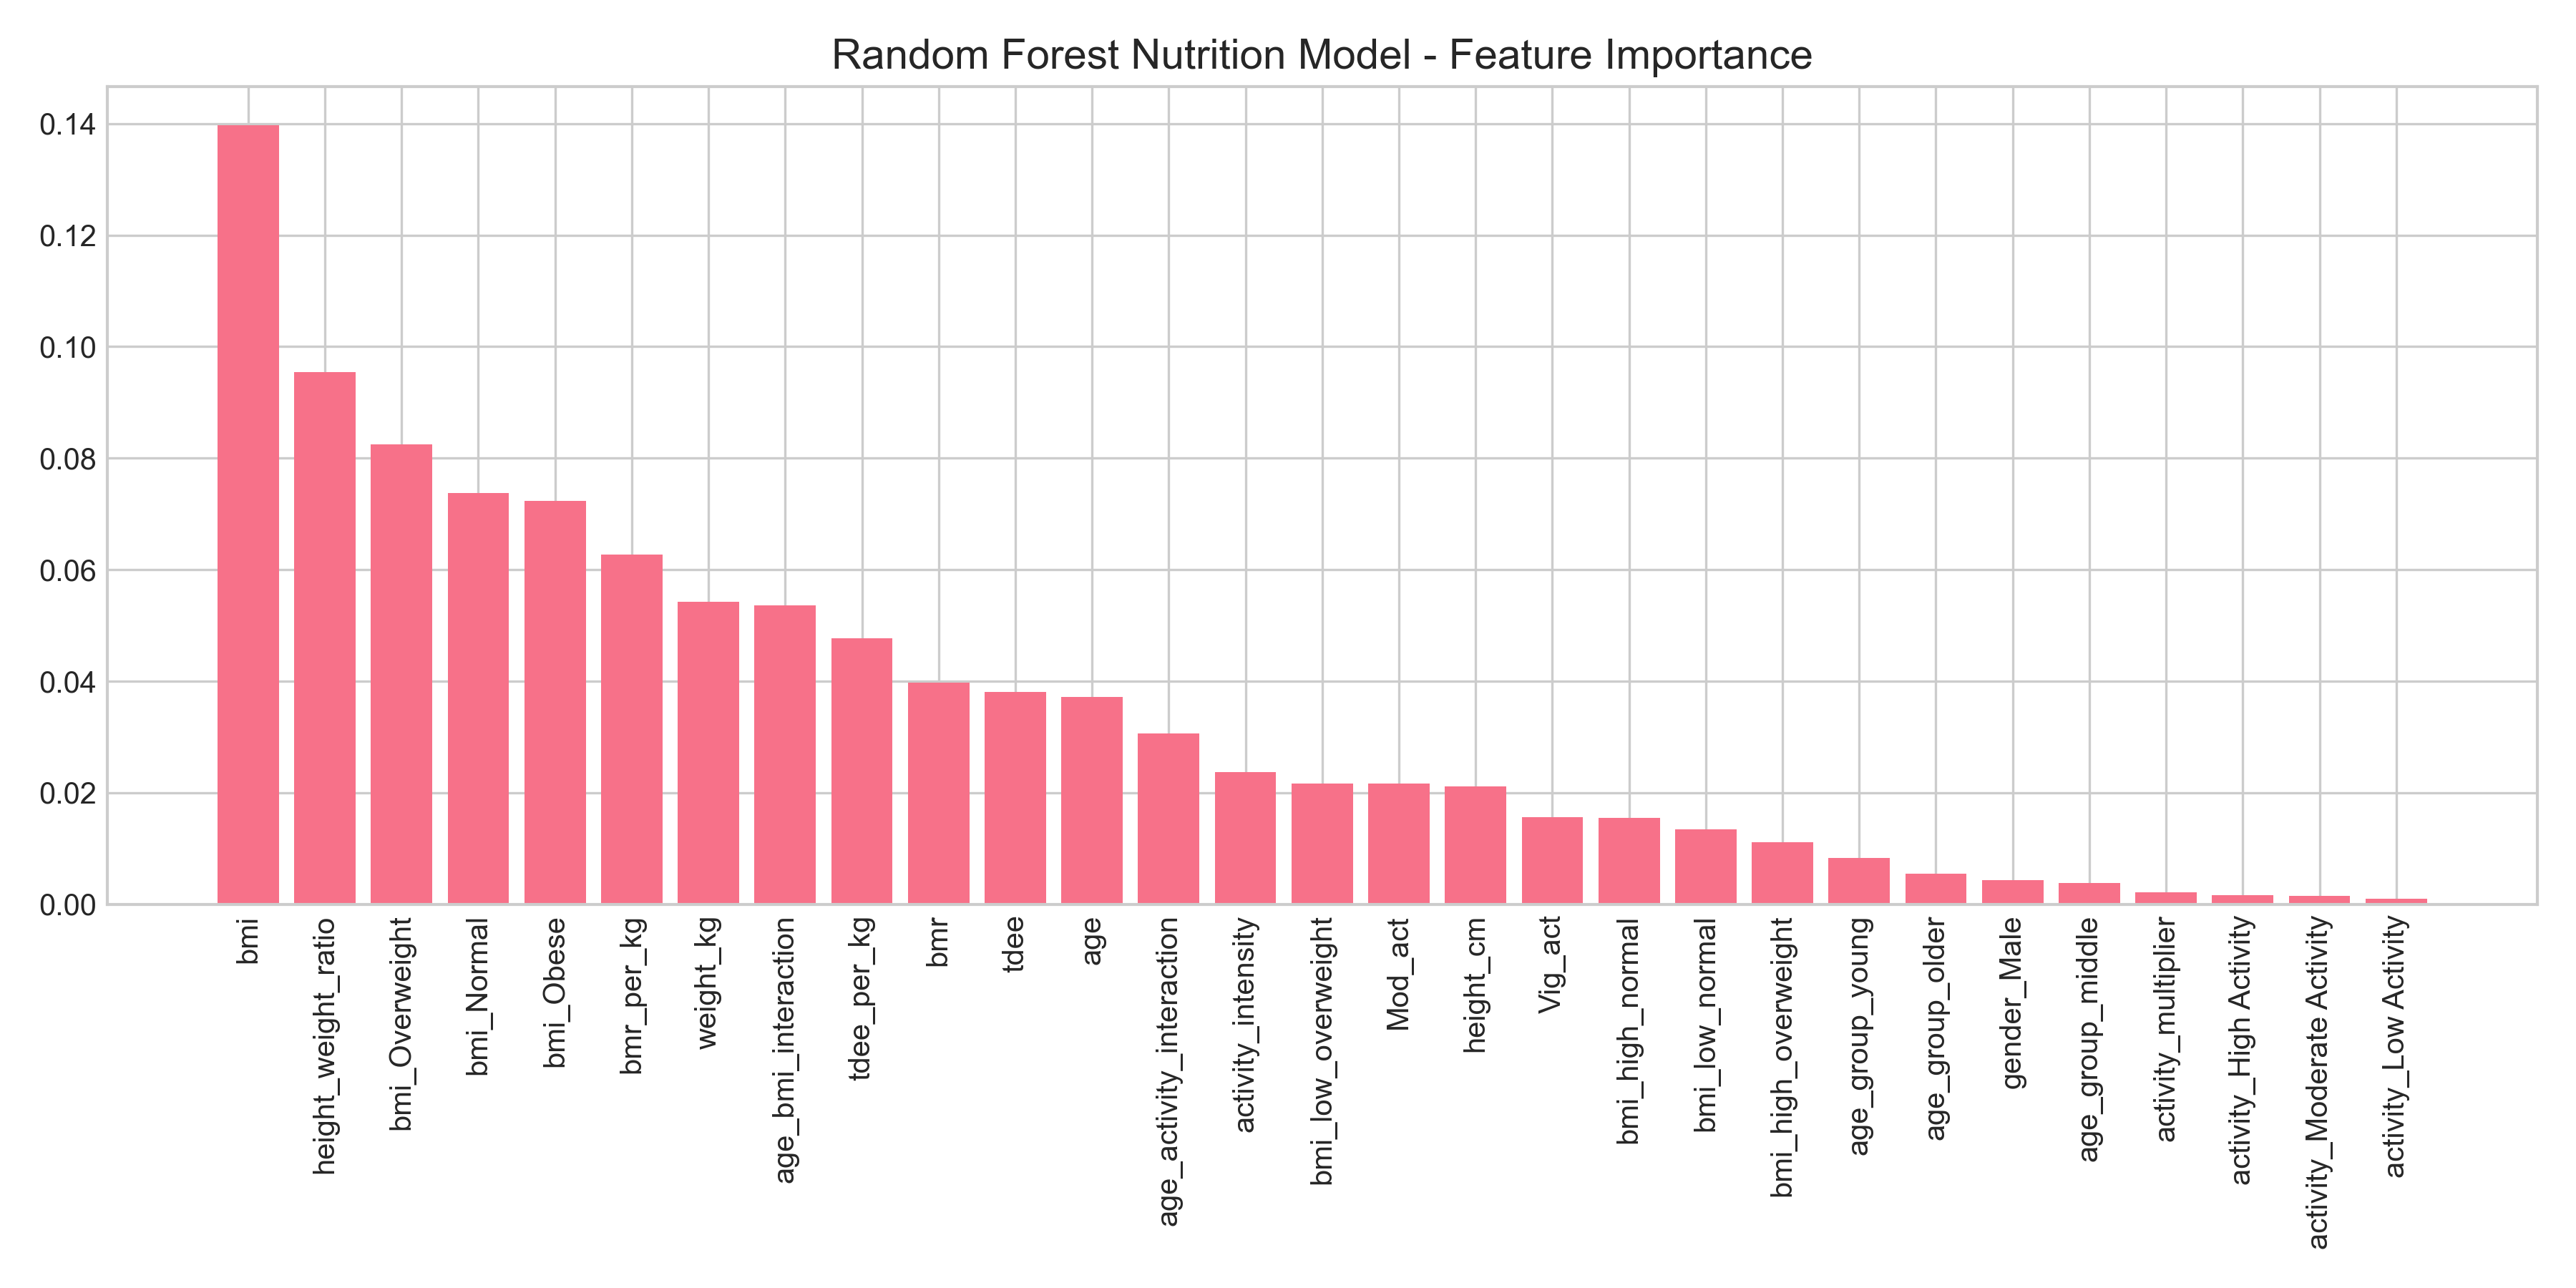 Random Forest Nutrition Model - Feature Importance
0.14
0.12
0.10
0.08
0.06
0.04
0.02
0.00
bmi
height_weight_ratio
bmi_Overweight
bmi_Normal
bmi_Obese
bmr_per_kg
weight_kg
age_bmi_interaction
tdee_per_kg
bmr
tdee
age
age_activity_interaction
activity_intensity
bmi_low_overweight
Mod_act
height_cm
Vig_act
bmi_high_normal
bmi_low_normal
bmi_high_overweight
age_group_young
age_group_older
gender_Male
age_group_middle
activity_multiplier
activity_High Activity
activity_Moderate Activity
activity_Low Activity